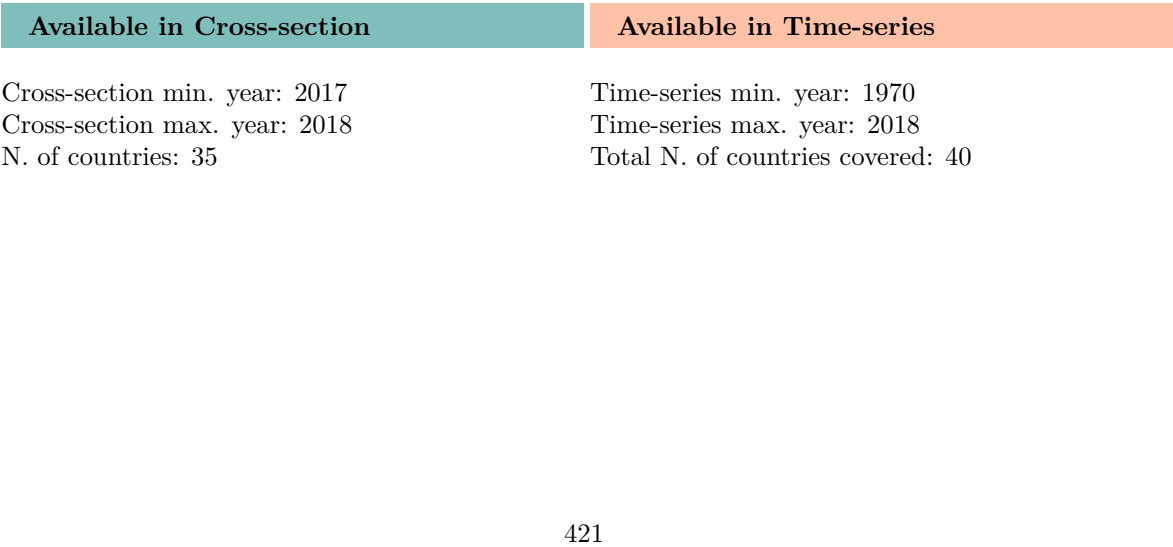 Available in Cross-section
Cross-section min. year: 2017
Cross-section max. year: 2018
N. of countries: 35
Available in Time-series
Time-series min. year: 1970
Time-series max. year: 2018
Total N. of countries covered: 40
421